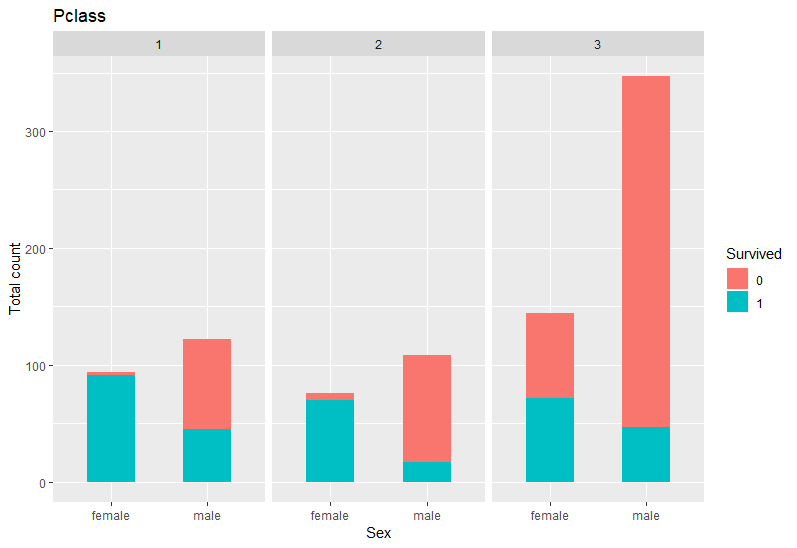 Pclass
1 2 3
Total count
300
200
100
0
female male female male female male
Sex
Survived
0
1